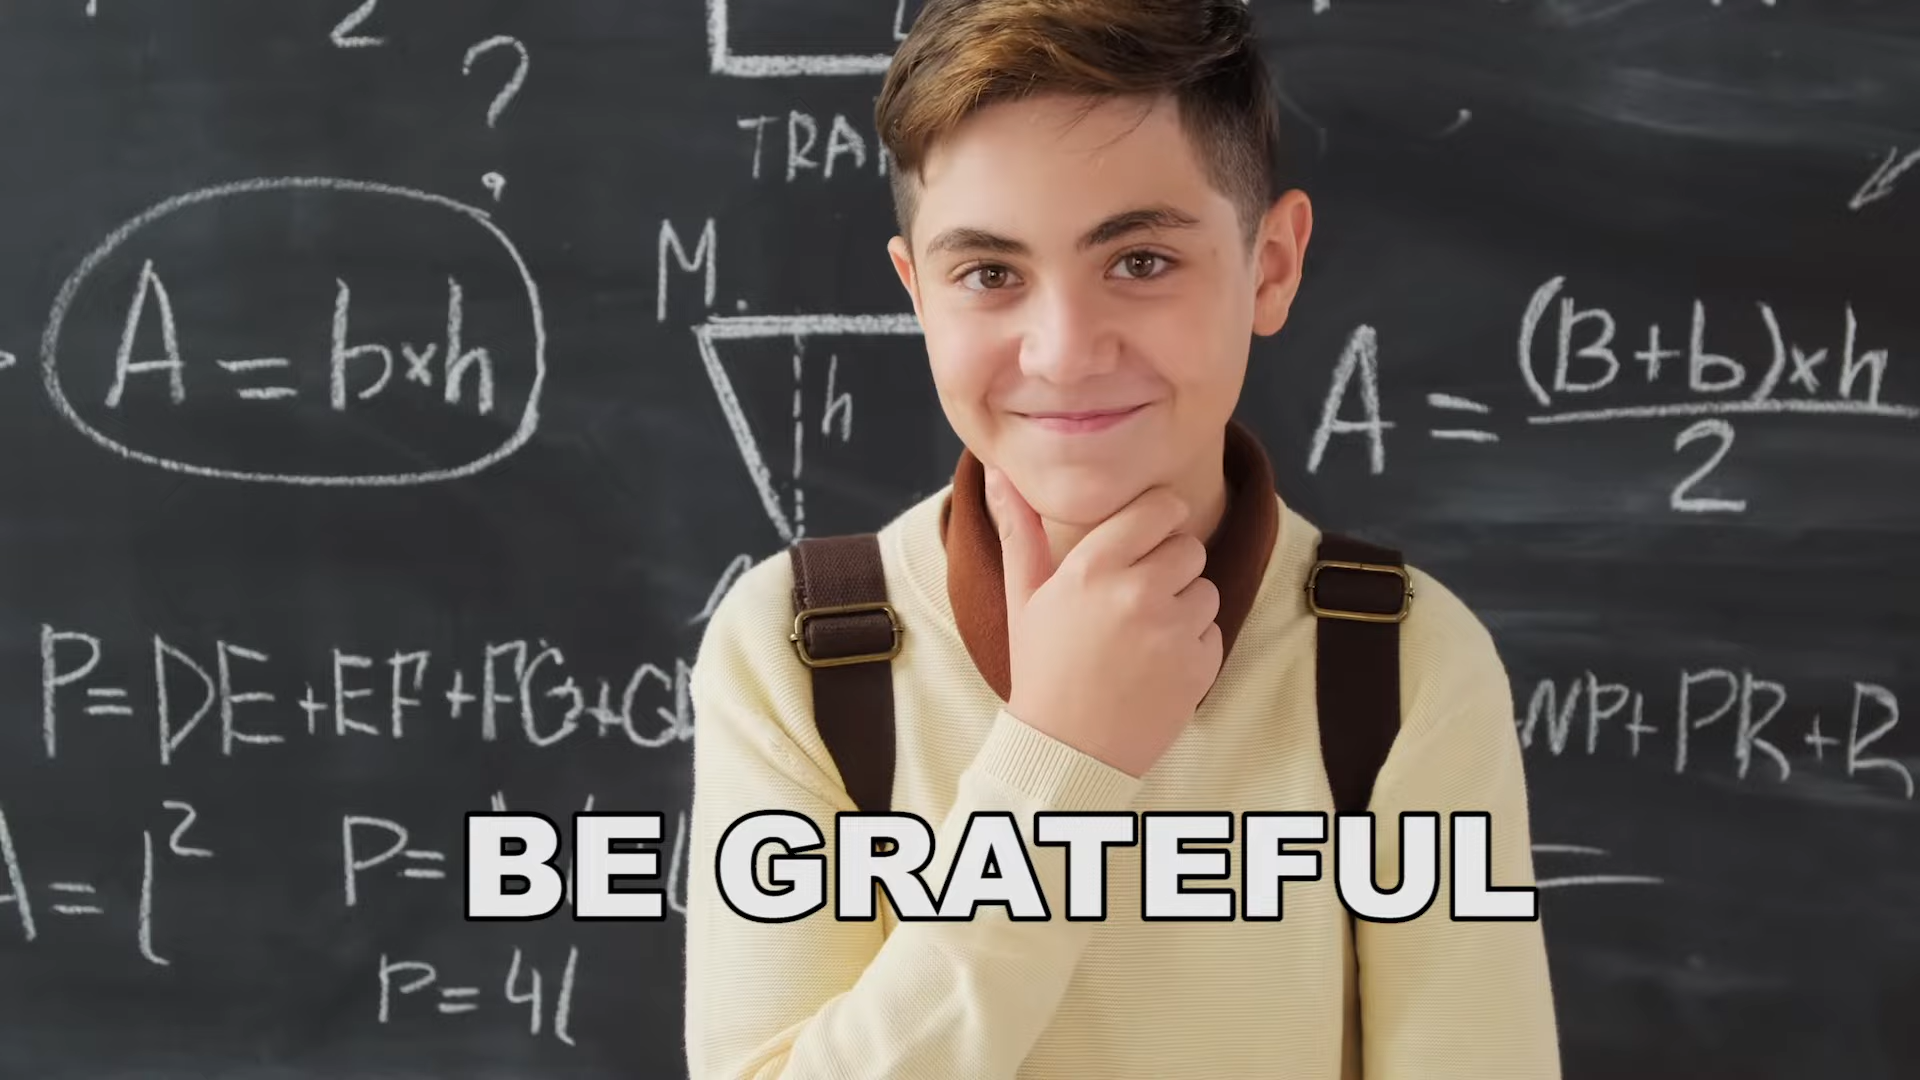 2
?
TRA
M
A = b×h
h
A = (B+b)×h
2
P=DE+EF+FG+G
NP+PR+R
A = l²
P=
P=4l
BE GRATEFUL